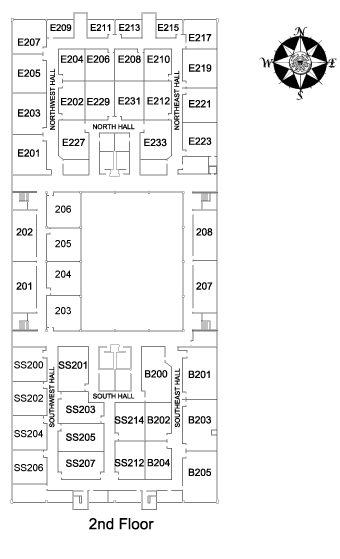 N
W
E
S
E209 E211 E213 E215
E207 E217
E204 E206 E208 E210
E205 E219
NORTHWEST HALL
NORTHEAST HALL
E203 E202 E229 E231 E212 E221
NORTH HALL
E201 E227 E233 E223
206
202 205 208
204
201 207
203
SS200 SS201 B200 B201
SOUTHWEST HALL
SOUTHEAST HALL
SOUTH HALL
SS202 SS203 SS214 B202 B203
SS204 SS205
SS206 SS207 SS212 B204 B205
2nd Floor